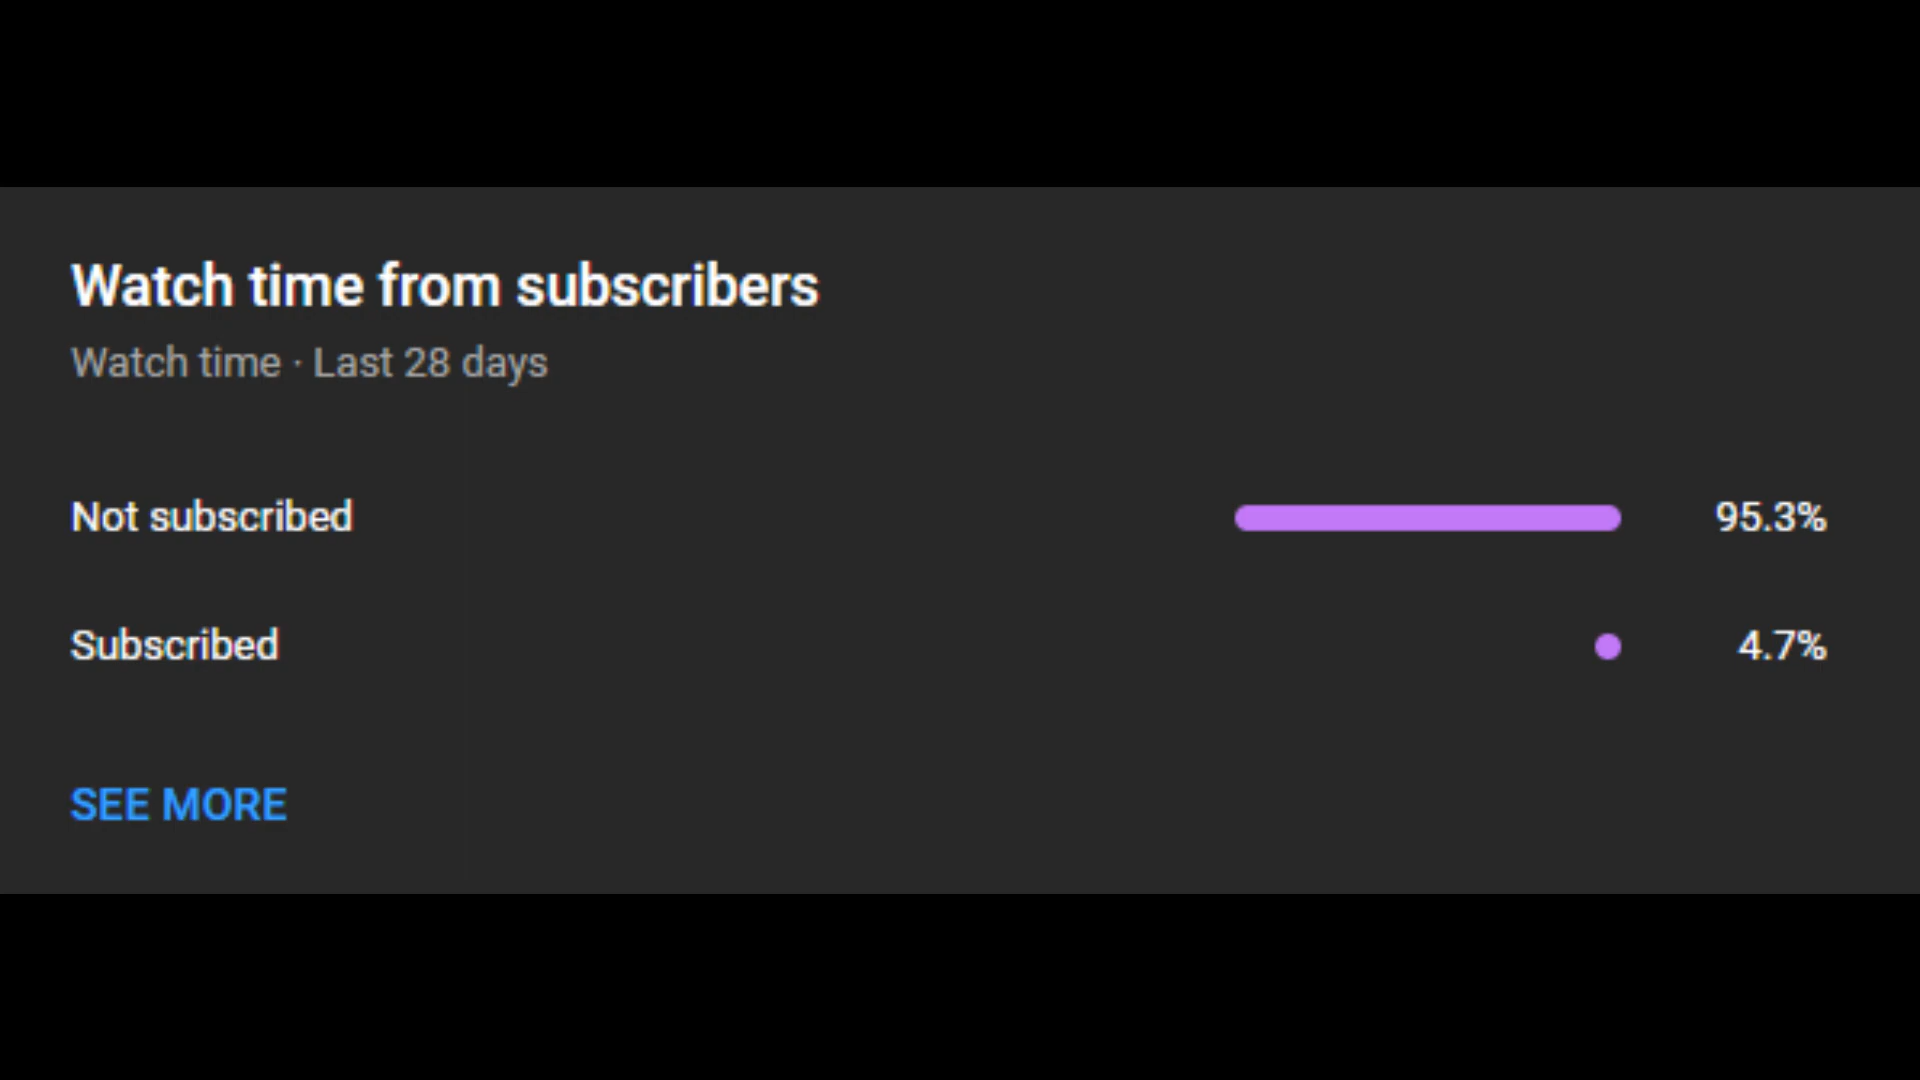 Watch time from subscribers
Watch time · Last 28 days
Not subscribed 95.3%
Subscribed 4.7%
SEE MORE